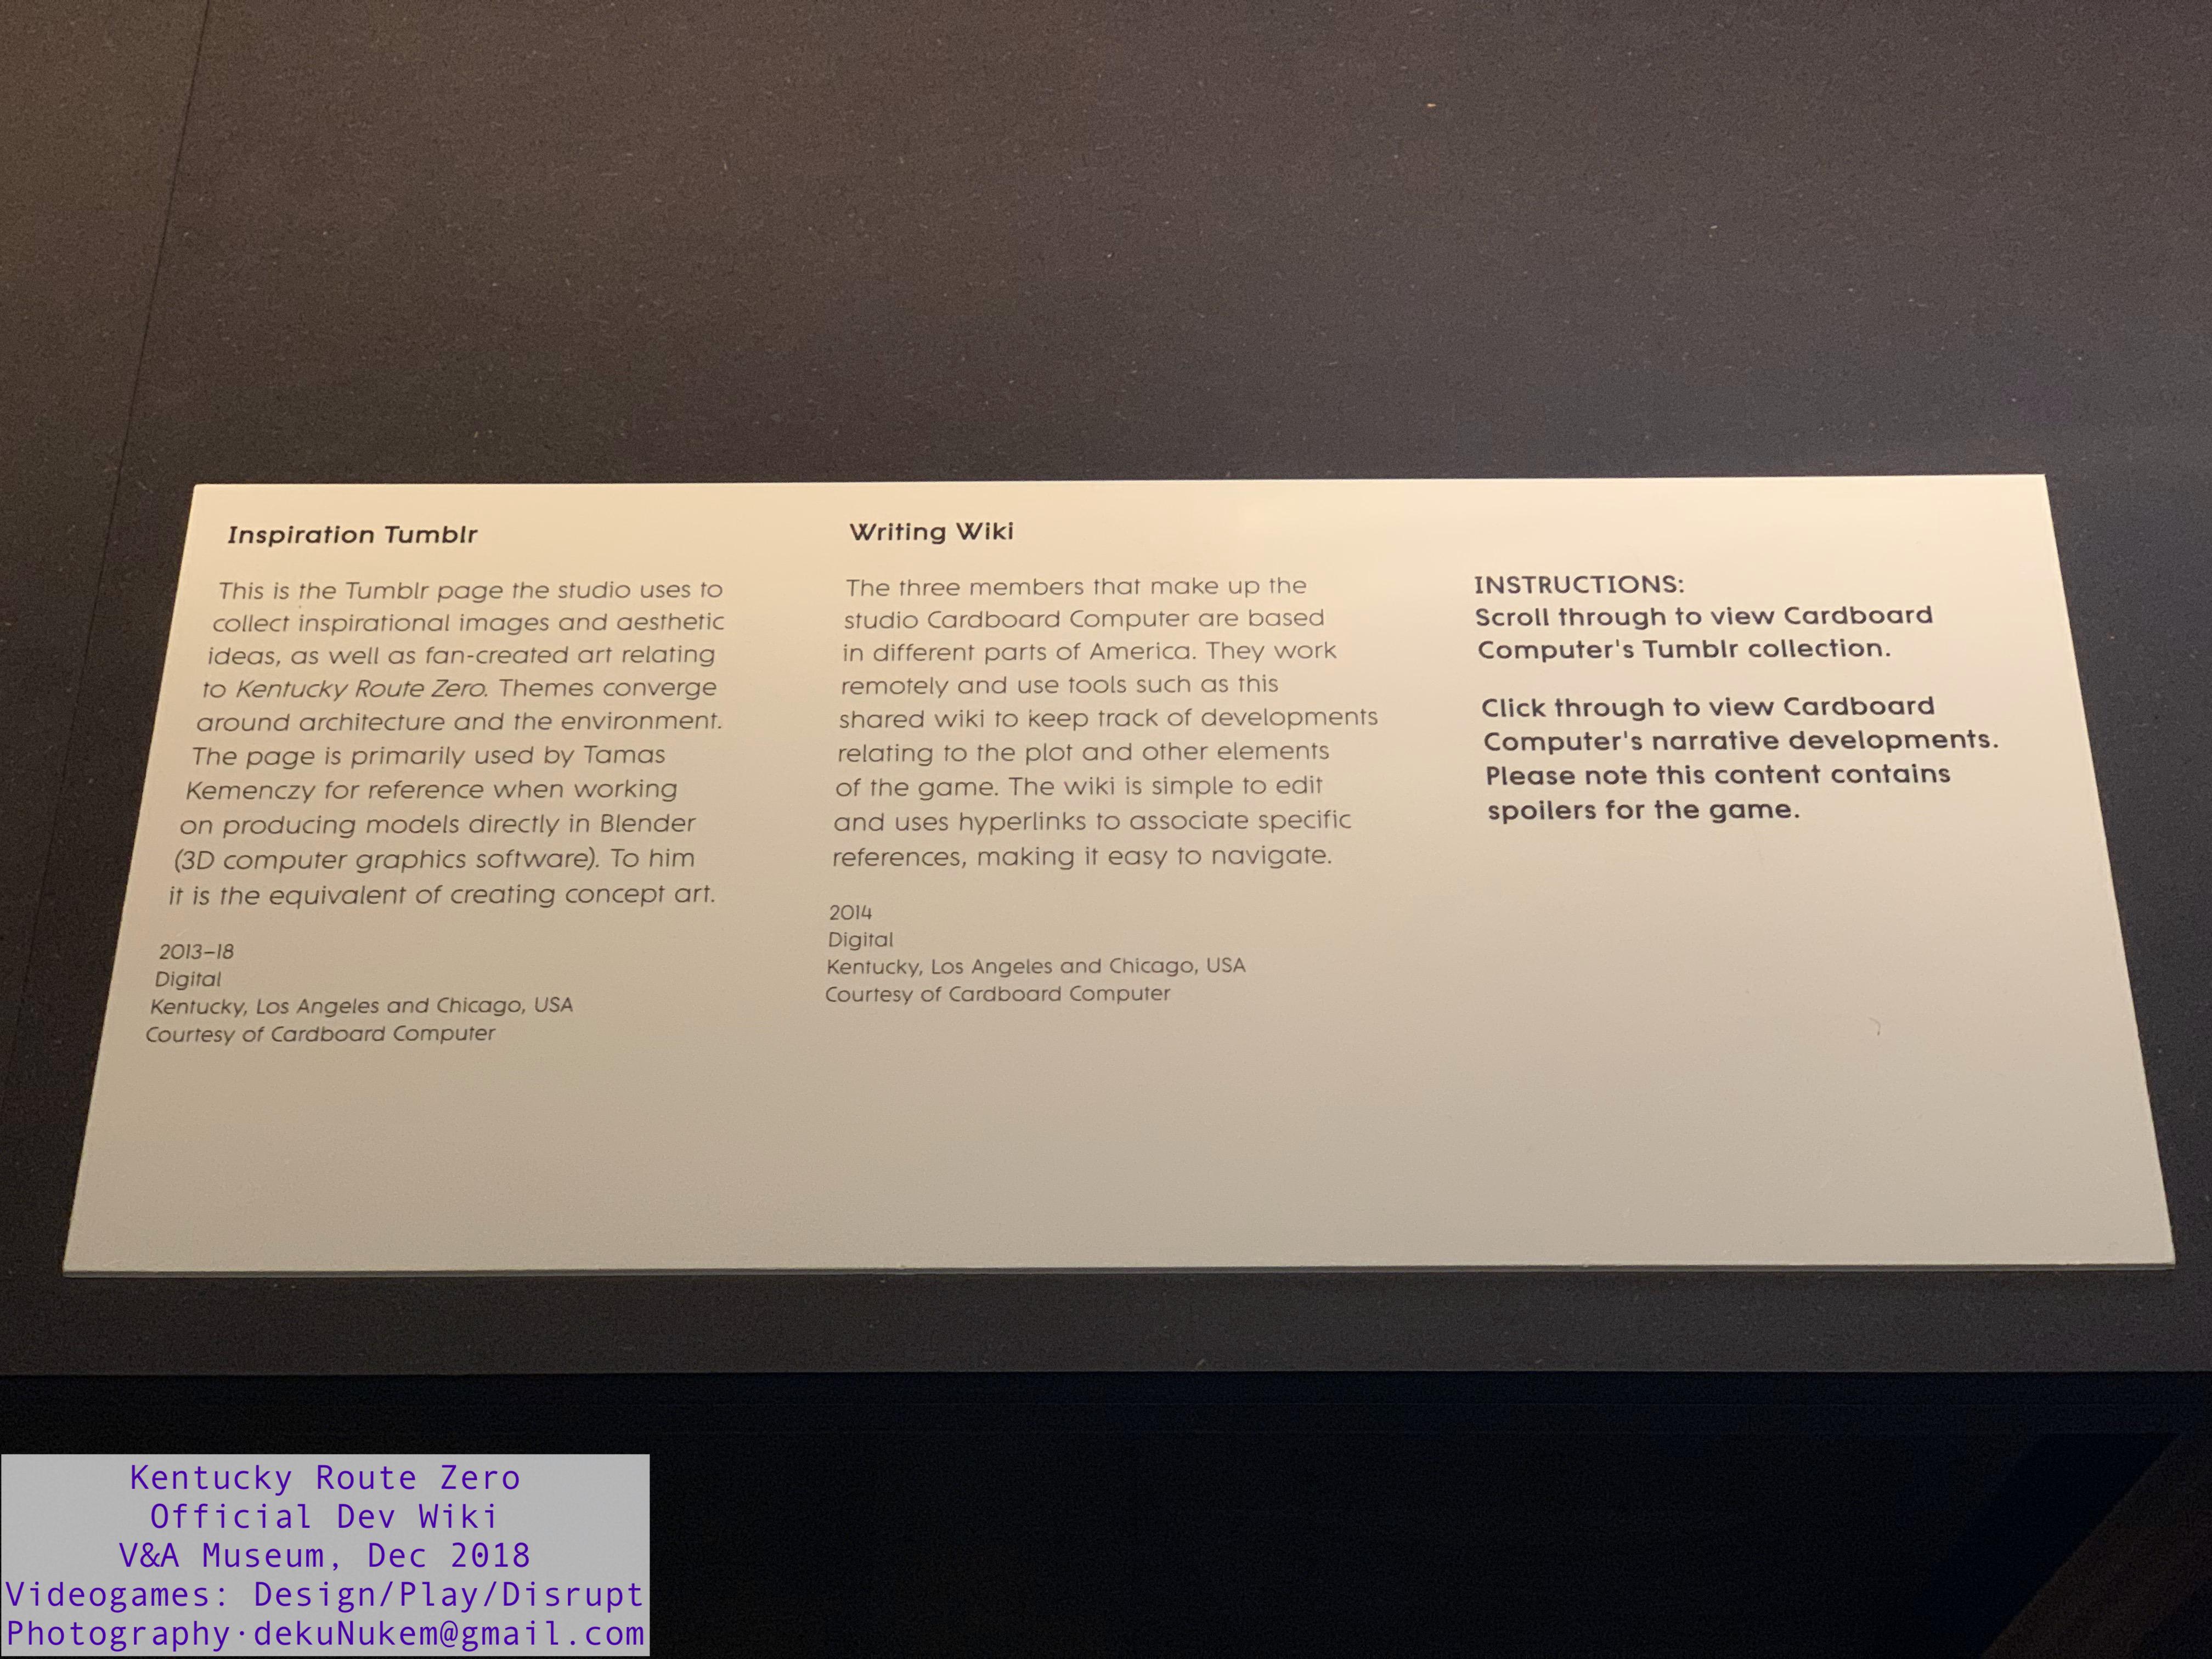 Inspiration Tumblr
This is the Tumblr page the studio uses to
collect inspirational images and aesthetic
ideas, as well as fan-created art relating
to Kentucky Route Zero. Themes converge
around architecture and the environment.
The page is primarily used by Tamas
Kemenczy for reference when working
on producing models directly in Blender
(3D computer graphics software). To him
it is the equivalent of creating concept art.
2013–18
Digital
Kentucky, Los Angeles and Chicago, USA
Courtesy of Cardboard Computer
Writing Wiki
The three members that make up the
studio Cardboard Computer are based
in different parts of America. They work
remotely and use tools such as this
shared wiki to keep track of developments
relating to the plot and other elements
of the game. The wiki is simple to edit
and uses hyperlinks to associate specific
references, making it easy to navigate.
2014
Digital
Kentucky, Los Angeles and Chicago, USA
Courtesy of Cardboard Computer
INSTRUCTIONS:
Scroll through to view Cardboard
Computer's Tumblr collection.
Click through to view Cardboard
Computer's narrative developments.
Please note this content contains
spoilers for the game.
Kentucky Route Zero
Official Dev Wiki
V&A Museum, Dec 2018
Videogames: Design/Play/Disrupt
Photography·dekuNukem@gmail.com